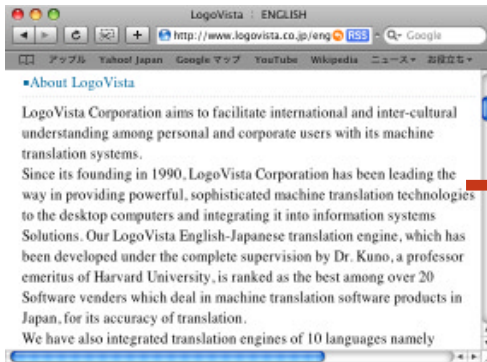 LogoVista : ENGLISH
http://www.logovista.co.jp/eng RSS Google
アップル Yahoo! Japan Google マップ YouTube Wikipedia ニュース お役立ち
■About LogoVista
LogoVista Corporation aims to facilitate international and inter-cultural
understanding among personal and corporate users with its machine
translation systems.
Since its founding in 1990, LogoVista Corporation has been leading the
way in providing powerful, sophisticated machine translation technologies
to the desktop computers and integrating it into information systems
Solutions. Our LogoVista English-Japanese translation engine, which has
been developed under the complete supervision by Dr. Kuno, a professor
emeritus of Harvard University, is ranked as the best among over 20
Software venders which deal in machine translation software products in
Japan, for its accuracy of translation.
We have also integrated translation engines of 10 languages namely